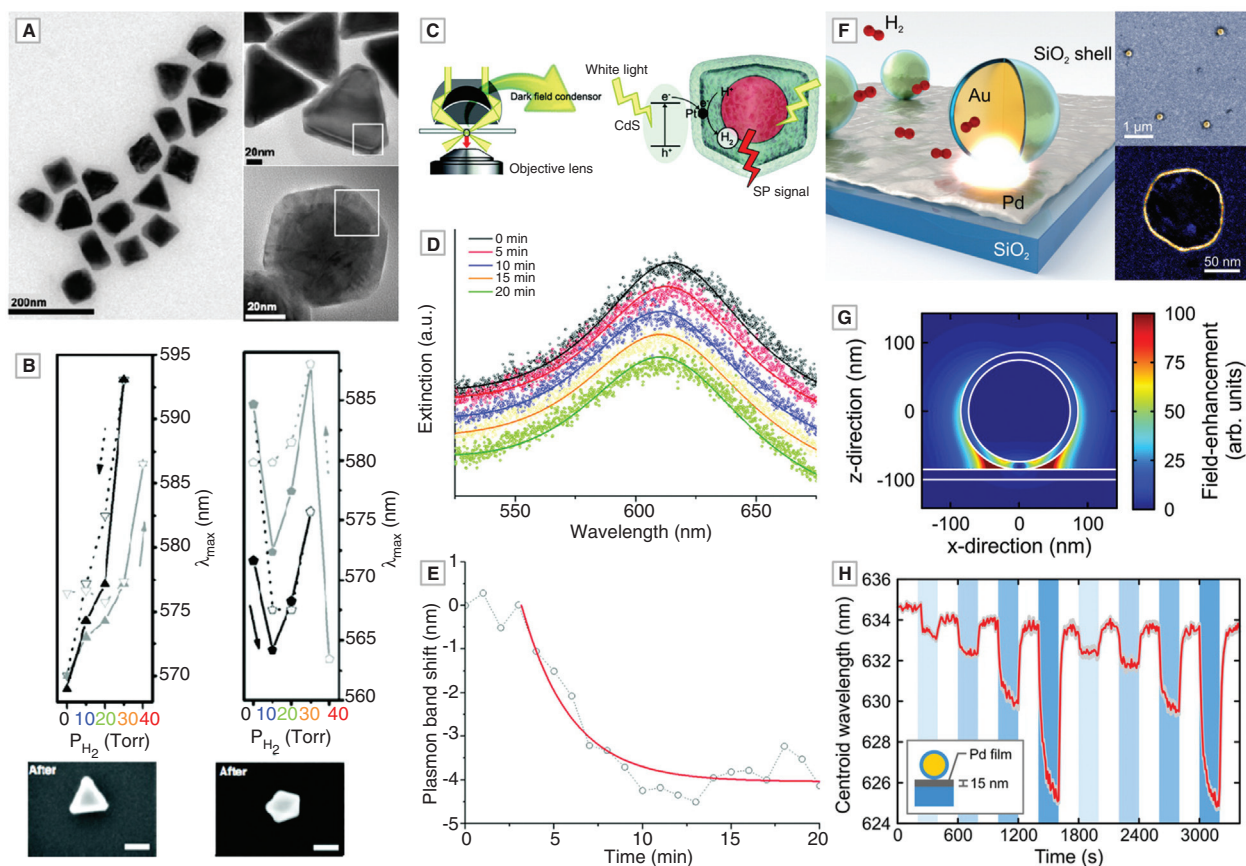 A
200nm
20nm
20nm
B
595
590
585
580
575
570
λmax (nm)
0 10 20 30 40
PH2 (Torr)
585
580
575
570
565
560
λmax (nm)
0 10 20 30 40
PH2 (Torr)
After
After
C
Dark field condensor
Objective lens
White light
CdS
e-
h+
e-
Pt
H+
H2
SP signal
D
0 min
5 min
10 min
15 min
20 min
Extinction (a.u.)
550 600 650
Wavelength (nm)
E
1
0
-1
-2
-3
-4
-5
Plasmon band shift (nm)
0 5 10 15 20
Time (min)
F
H2
SiO2 shell
Au
Pd
SiO2
1 μm
50 nm
G
100
0
-100
z-direction (nm)
-100 0 100
x-direction (nm)
100
75
50
25
0
Field-enhancement
(arb. units)
H
636
634
632
630
628
626
624
Centroid wavelength (nm)
Pd film
15 nm
0 600 1200 1800 2400 3000
Time (s)